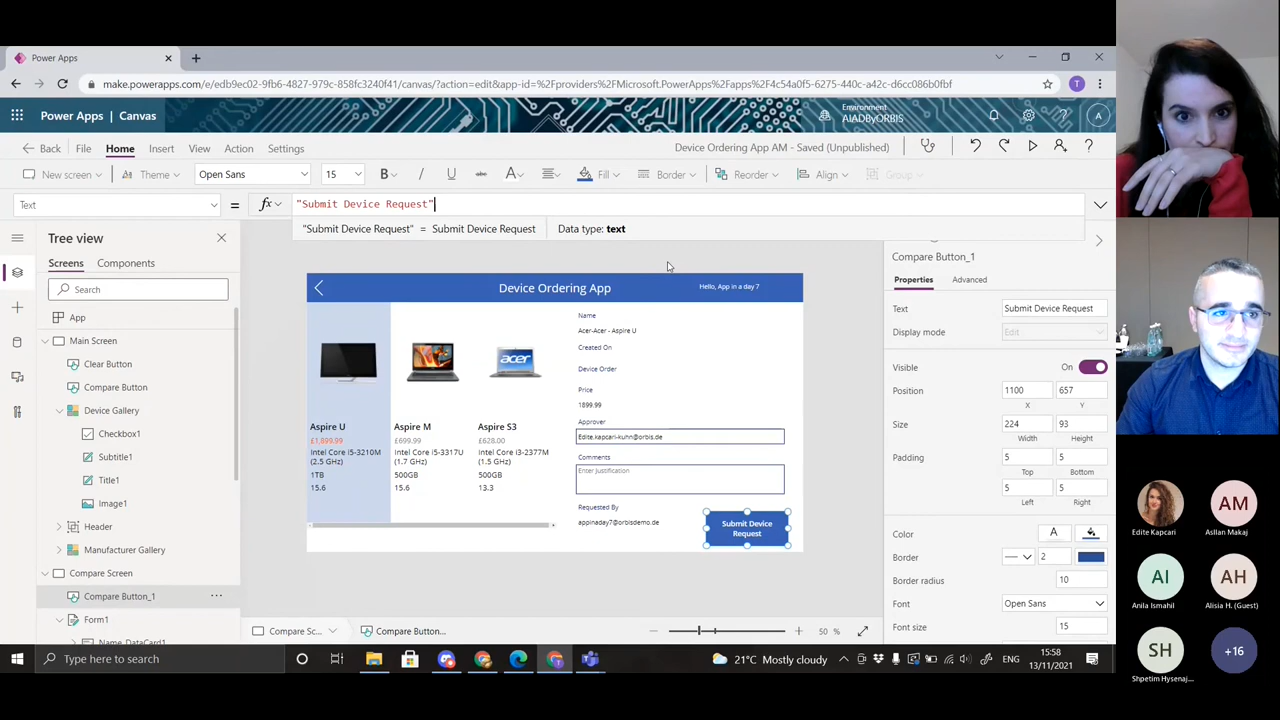 Power Apps
make.powerapps.com/e/edb9ec02-9fb6-4827-979c-858fc3240f41/canvas/?action=edit&app-id=%2Fproviders%2FMicrosoft.PowerApps%2Fapps%2F4c54a0f5-6275-440c-a42c-d6cc086b0fbf
T
Power Apps | Canvas
Environment
AIADByORBIS
A
Back File Home Insert View Action Settings
Device Ordering App AM - Saved (Unpublished)
New screen Theme Open Sans 15 B / U abc A Fill Border Reorder Align Group
Text = fx "Submit Device Request"
"Submit Device Request" = Submit Device Request Data type: text
Tree view
Screens Components
Search
App
Main Screen
Clear Button
Compare Button
Device Gallery
Checkbox1
Subtitle1
Title1
Image1
Header
Manufacturer Gallery
Compare Screen
Compare Button_1
Form1
Name_DataCard1
Device Ordering App
Hello, App in a day 7
acer
Aspire U
£1,899.99
Intel Core i5-3210M
(2.5 GHz)
1TB
15.6
Aspire M
£699.99
Intel Core i5-3317U
(1.7 GHz)
500GB
15.6
Aspire S3
£628.00
Intel Core i3-2377M
(1.5 GHz)
500GB
13.3
Name
Acer-Acer - Aspire U
Created On
Device Order
Price
1899.99
Approver
Edite.kapcari-kuhn@orbis.de
Comments
Enter Justification
Requested By
appinaday7@orbisdemo.de
Submit Device
Request
Compare Button_1
Properties Advanced
Text Submit Device Request
Display mode Edit
Visible On
Position 1100 657
X Y
Size 224 93
Width Height
Padding 5 5
Top Bottom
5 5
Left Right
Color A
Border 2
Border radius 10
Font Open Sans
Font size 15
Compare Sc... Compare Button...
50 %
Type here to search
21°C Mostly cloudy
ENG
15:58
13/11/2021
AM
Edite Kapcari Asllan Makaj
AI AH
Anila Ismahil Alisia H. (Guest)
SH +16
Shpetim Hysenaj...